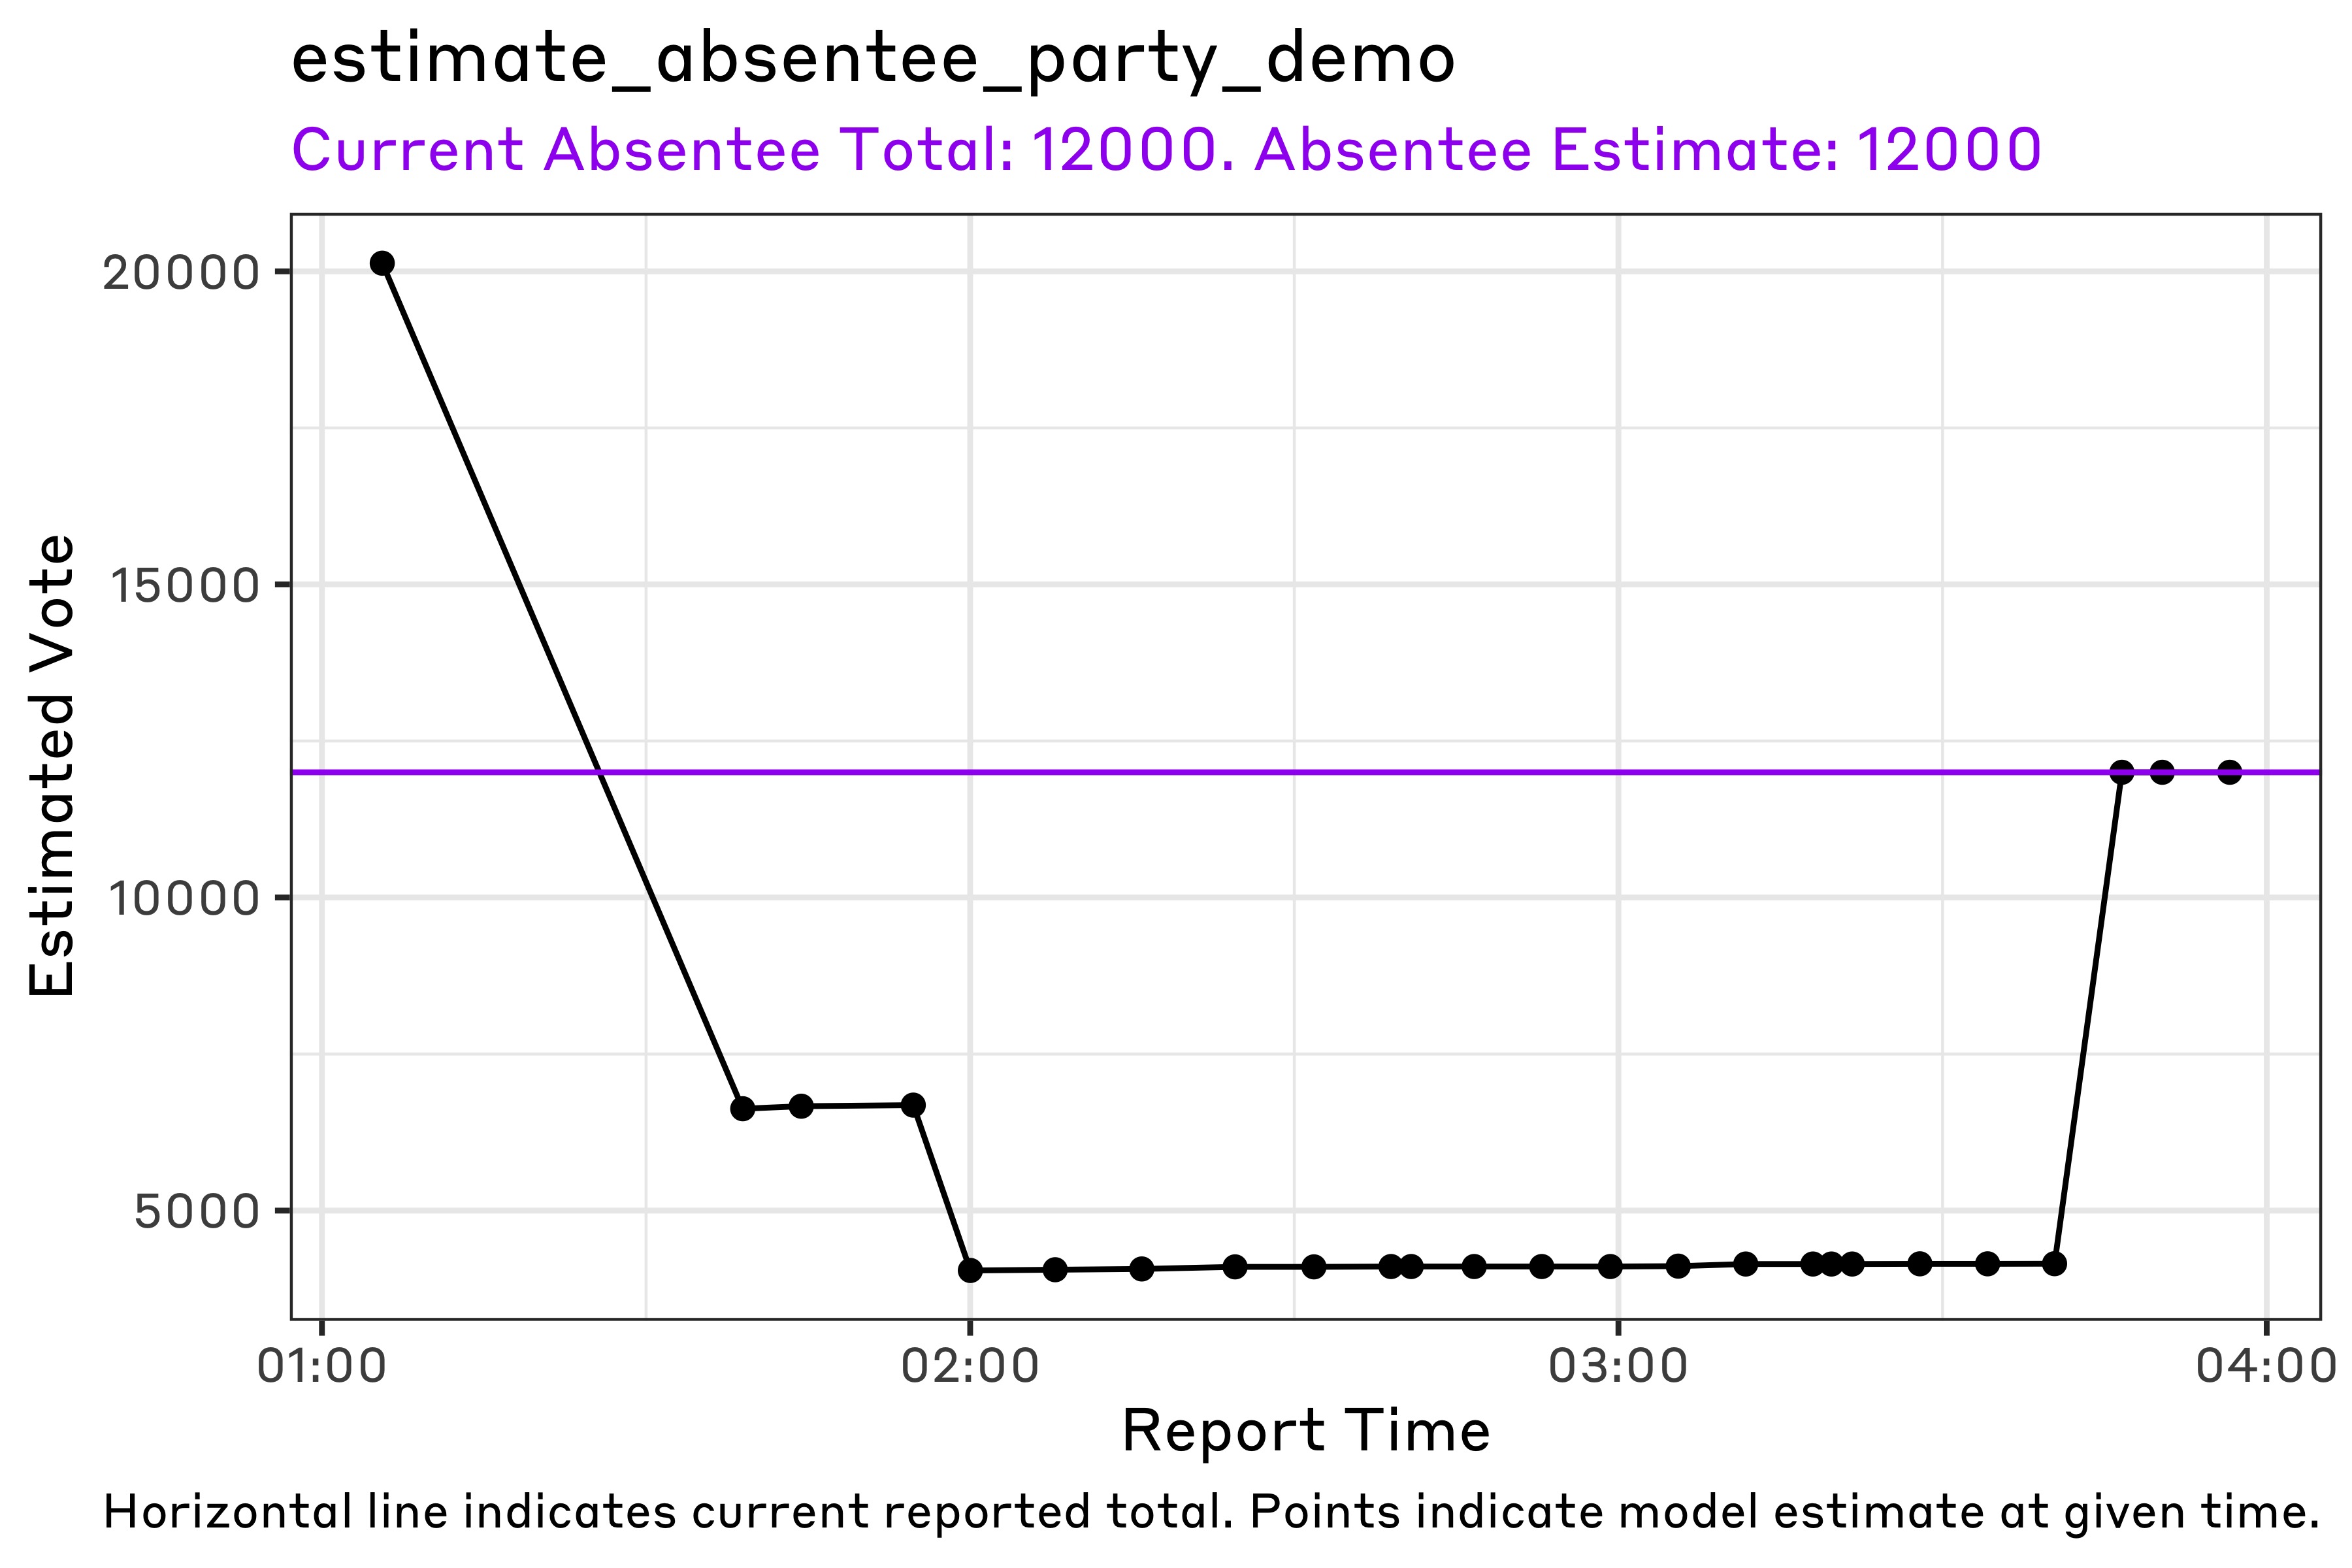 estimate_absentee_party_demo
Current Absentee Total: 12000. Absentee Estimate: 12000
Estimated Vote
20000
15000
10000
5000
01:00 02:00 03:00 04:00
Report Time
Horizontal line indicates current reported total. Points indicate model estimate at given time.